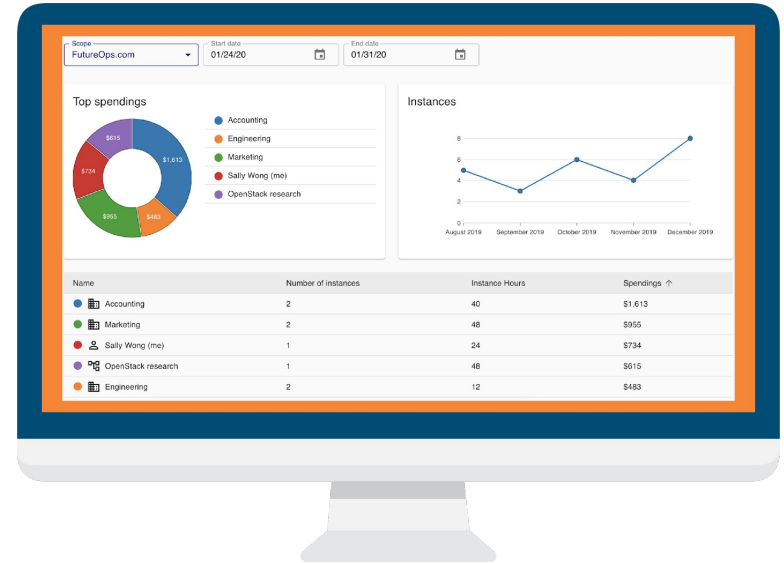 Scope
FutureOps.com
Start date
01/24/20
End date
01/31/20
Top spendings
$615
$1,613
$734
$955
$483
Accounting
Engineering
Marketing
Sally Wong (me)
OpenStack research
Instances
8
6
4
2
0
August 2019 September 2019 October 2019 November 2019 December 2019
Name Number of instances Instance Hours Spendings ↑
Accounting 2 40 $1,613
Marketing 2 48 $955
Sally Wong (me) 1 24 $734
OpenStack research 1 48 $615
Engineering 2 12 $483